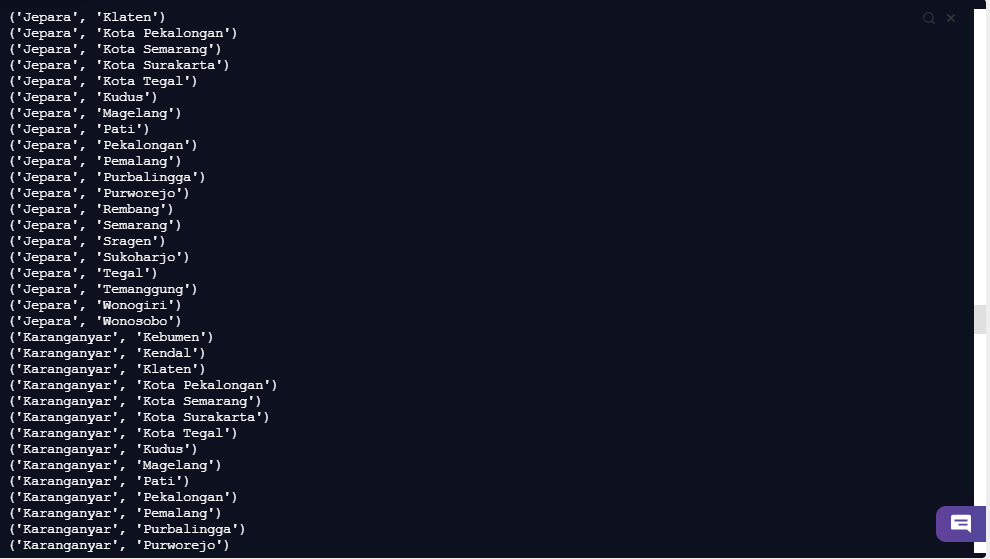 ('Jepara', 'Klaten')
('Jepara', 'Kota Pekalongan')
('Jepara', 'Kota Semarang')
('Jepara', 'Kota Surakarta')
('Jepara', 'Kota Tegal')
('Jepara', 'Kudus')
('Jepara', 'Magelang')
('Jepara', 'Pati')
('Jepara', 'Pekalongan')
('Jepara', 'Pemalang')
('Jepara', 'Purbalingga')
('Jepara', 'Purworejo')
('Jepara', 'Rembang')
('Jepara', 'Semarang')
('Jepara', 'Sragen')
('Jepara', 'Sukoharjo')
('Jepara', 'Tegal')
('Jepara', 'Temanggung')
('Jepara', 'Wonogiri')
('Jepara', 'Wonosobo')
('Karanganyar', 'Kebumen')
('Karanganyar', 'Kendal')
('Karanganyar', 'Klaten')
('Karanganyar', 'Kota Pekalongan')
('Karanganyar', 'Kota Semarang')
('Karanganyar', 'Kota Surakarta')
('Karanganyar', 'Kota Tegal')
('Karanganyar', 'Kudus')
('Karanganyar', 'Magelang')
('Karanganyar', 'Pati')
('Karanganyar', 'Pekalongan')
('Karanganyar', 'Pemalang')
('Karanganyar', 'Purbalingga')
('Karanganyar', 'Purworejo')